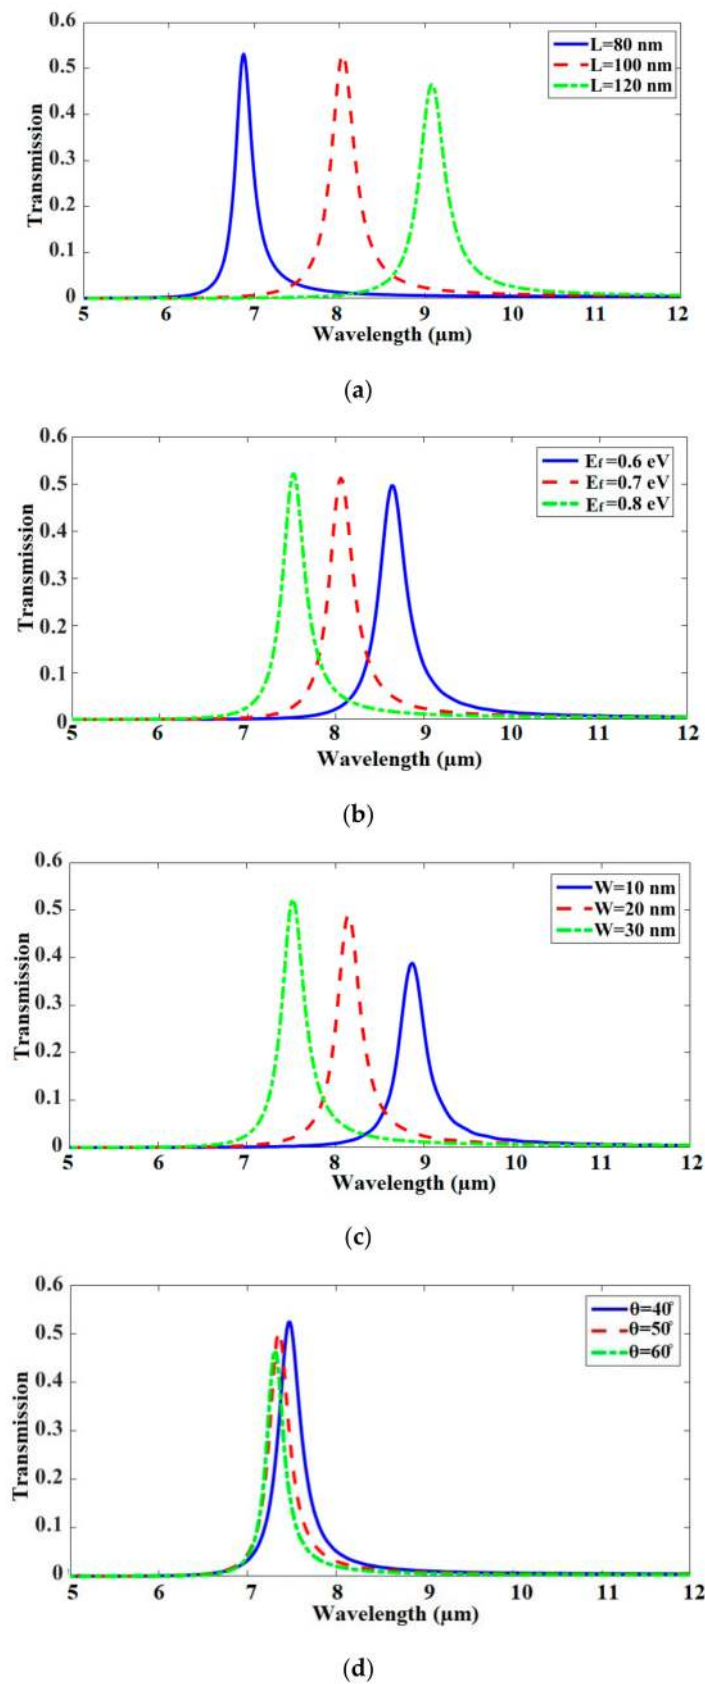 0.6
0.5
0.4
0.3
0.2
0.1
0
Transmission
L=80 nm
L=100 nm
L=120 nm
5 6 7 8 9 10 11 12
Wavelength (µm)
(a)
0.6
0.5
0.4
0.3
0.2
0.1
0
Transmission
Ef=0.6 eV
Ef=0.7 eV
Ef=0.8 eV
5 6 7 8 9 10 11 12
Wavelength (µm)
(b)
0.6
0.5
0.4
0.3
0.2
0.1
0
Transmission
W=10 nm
W=20 nm
W=30 nm
5 6 7 8 9 10 11 12
Wavelength (µm)
(c)
0.6
0.5
0.4
0.3
0.2
0.1
0
Transmission
θ=40°
θ=50°
θ=60°
5 6 7 8 9 10 11 12
Wavelength (µm)
(d)